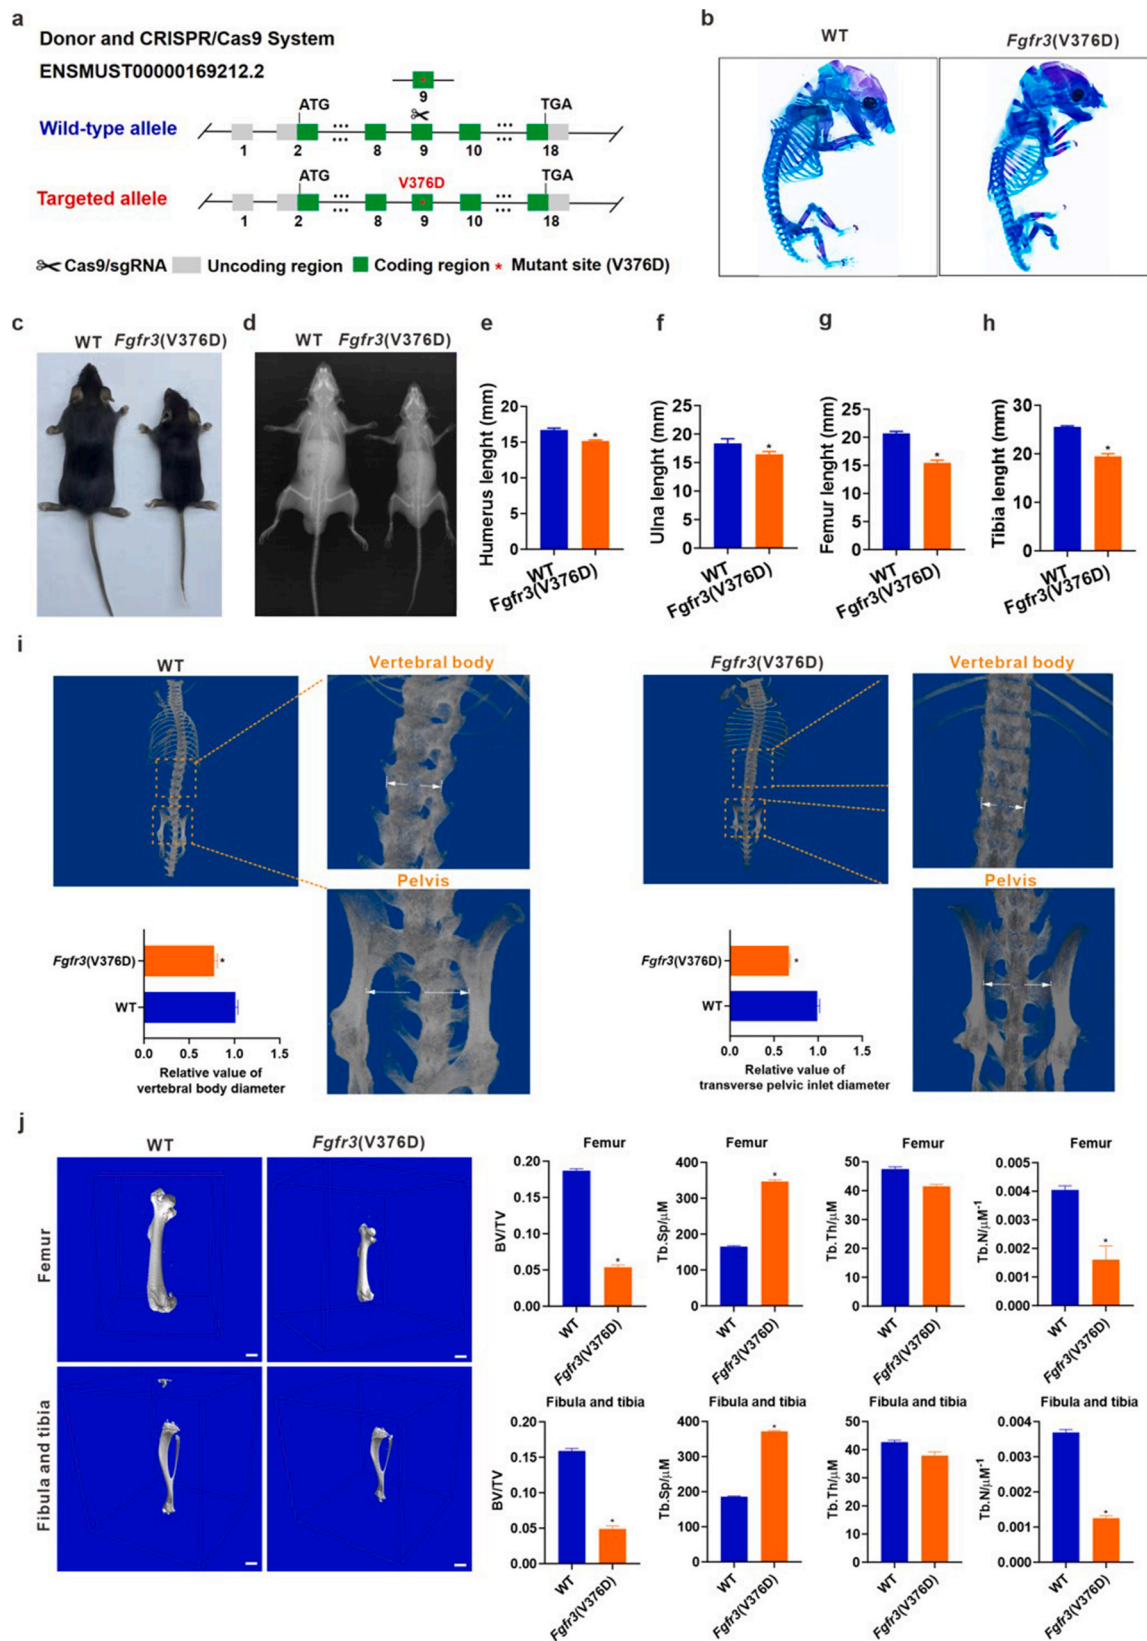 a
Donor and CRISPR/Cas9 System
ENSMUST00000169212.2
9
ATG
TGA
Wild-type allele
1 2 8 9 10 18
ATG
V376D
TGA
Targeted allele
1 2 8 9 10 18
Cas9/sgRNA Uncoding region Coding region * Mutant site (V376D)
b
WT
Fgfr3(V376D)
c
WT Fgfr3(V376D)
d
WT Fgfr3(V376D)
e
Humerus lenght (mm)
20
15
10
5
0
*
WT
Fgfr3(V376D)
f
Ulna lenght (mm)
25
20
15
10
5
0
*
WT
Fgfr3(V376D)
g
Femur lenght (mm)
25
20
15
10
5
0
*
WT
Fgfr3(V376D)
h
Tibia lenght (mm)
30
20
10
0
*
WT
Fgfr3(V376D)
i
WT
Vertebral body
Pelvis
Fgfr3(V376D)
*
WT
0.0 0.5 1.0 1.5
Relative value of
vertebral body diameter
Fgfr3(V376D)
Vertebral body
Pelvis
Fgfr3(V376D)
*
WT
0.0 0.5 1.0 1.5
Relative value of
transverse pelvic inlet diameter
j
WT
Fgfr3(V376D)
Femur
Fibula and tibia
Femur
BV/TV
0.20
0.15
0.10
0.05
0.00
*
WT
Fgfr3(V376D)
Femur
Tb.Sp/μM
400
300
200
100
0
*
WT
Fgfr3(V376D)
Femur
Tb.Th/μM
50
40
30
20
10
0
WT
Fgfr3(V376D)
Femur
Tb.N/μM⁻¹
0.005
0.004
0.003
0.002
0.001
0.000
*
WT
Fgfr3(V376D)
Fibula and tibia
BV/TV
0.20
0.15
0.10
0.05
0.00
*
WT
Fgfr3(V376D)
Fibula and tibia
Tb.Sp/μM
400
300
200
100
0
*
WT
Fgfr3(V376D)
Fibula and tibia
Tb.Th/μM
50
40
30
20
10
0
WT
Fgfr3(V376D)
Fibula and tibia
Tb.N/μM⁻¹
0.004
0.003
0.002
0.001
0.000
*
WT
Fgfr3(V376D)